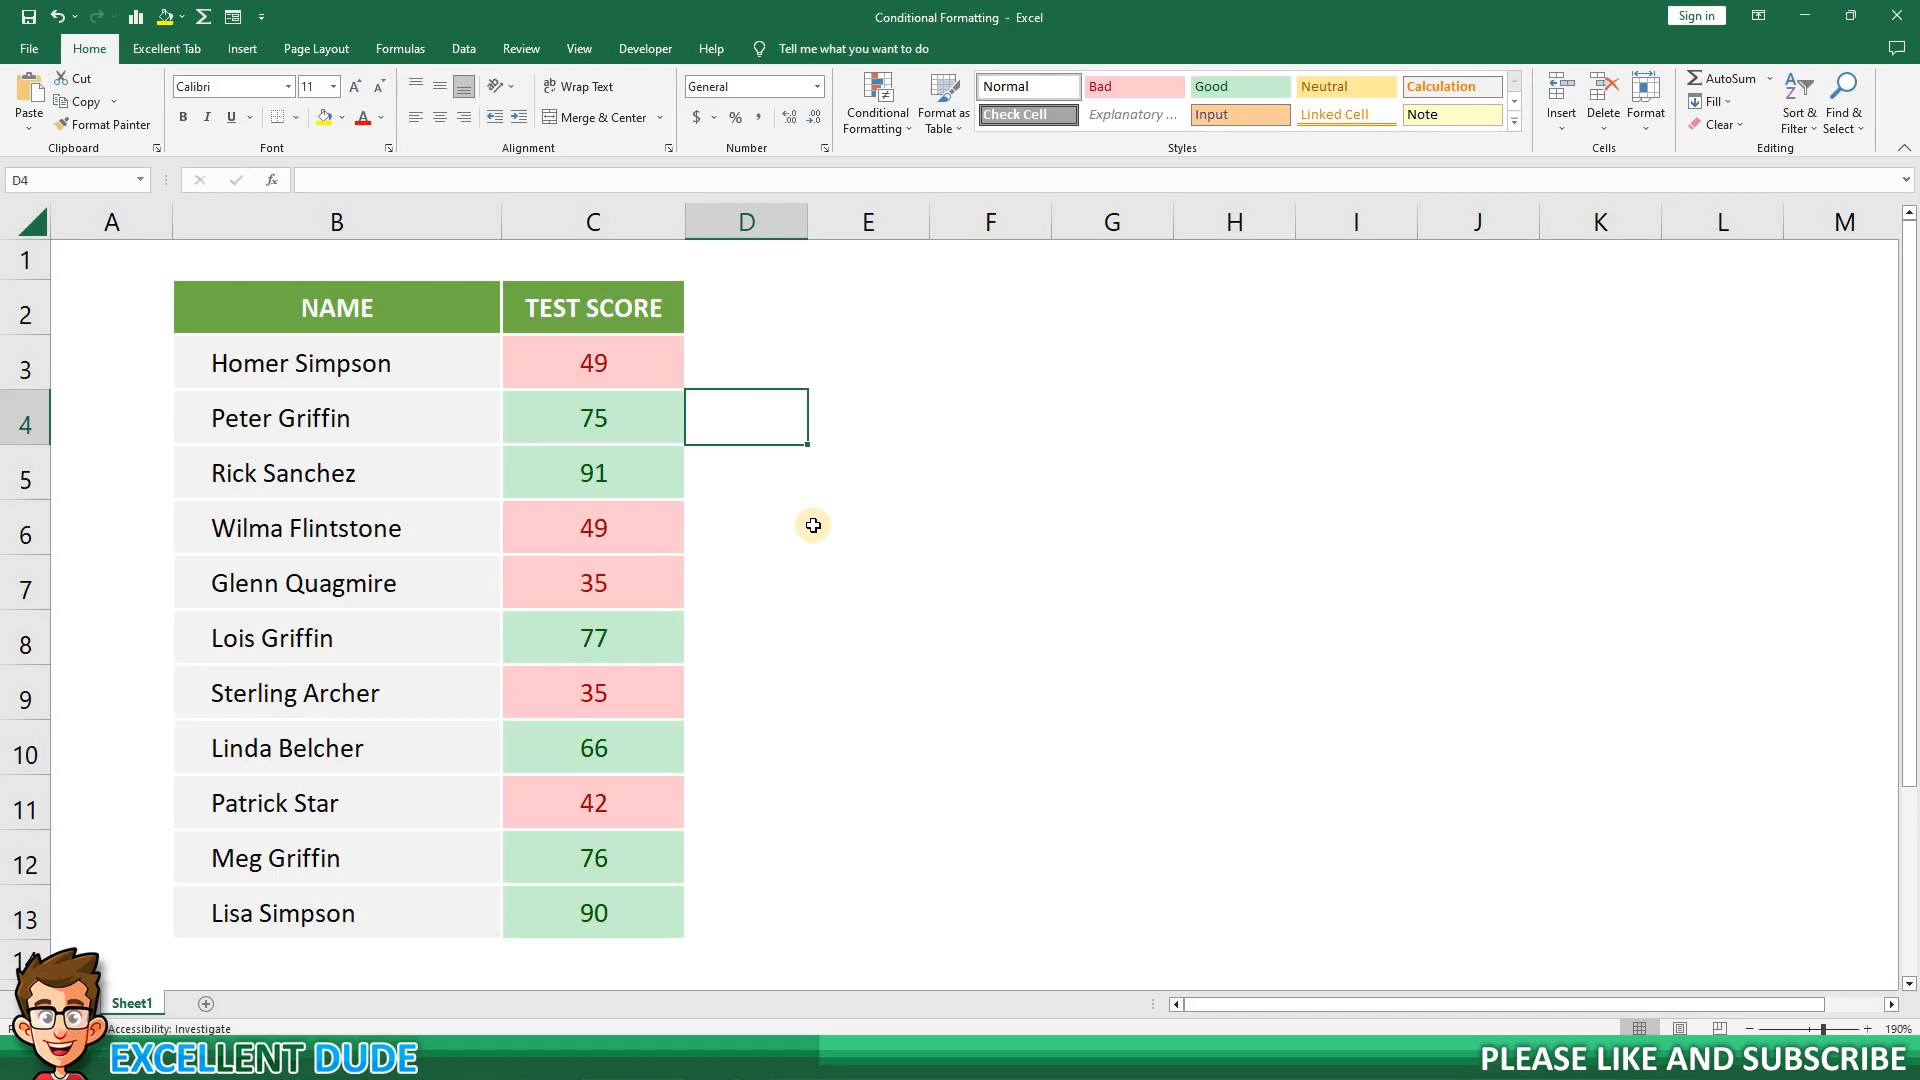 Conditional Formatting - Excel
Sign in
File Home Excellent Tab Insert Page Layout Formulas Data Review View Developer Help Tell me what you want to do
Paste
Cut
Copy
Format Painter
Clipboard
Calibri 11
B I U A
Font
Wrap Text
Merge & Center
Alignment
General
$ % ,
Number
Conditional Formatting
Format as Table
Normal Bad Good Neutral Calculation
Check Cell Explanatory ... Input Linked Cell Note
Styles
Insert Delete Format
Cells
AutoSum
Fill
Clear
Sort & Filter
Find & Select
Editing
D4 fx
A B C D E F G H I J K L M
1
2 NAME TEST SCORE
3 Homer Simpson 49
4 Peter Griffin 75
5 Rick Sanchez 91
6 Wilma Flintstone 49
7 Glenn Quagmire 35
8 Lois Griffin 77
9 Sterling Archer 35
10 Linda Belcher 66
11 Patrick Star 42
12 Meg Griffin 76
13 Lisa Simpson 90
Sheet1
Accessibility: Investigate
190%
EXCELLENT DUDE
PLEASE LIKE AND SUBSCRIBE